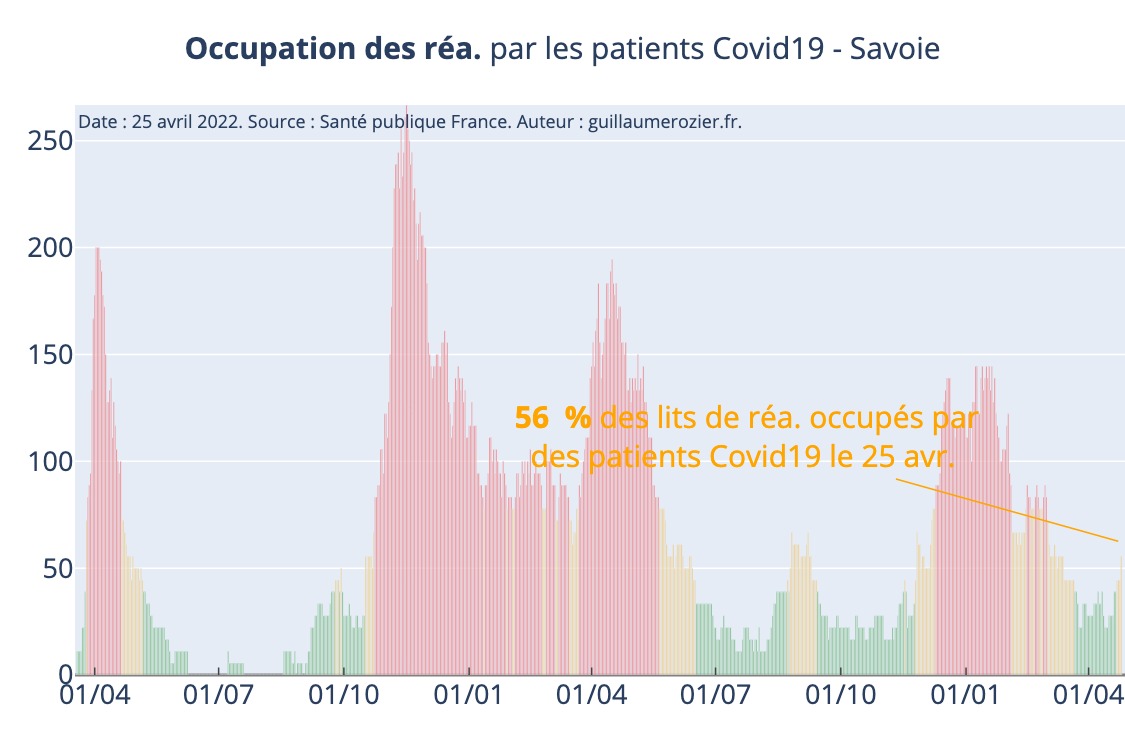 Occupation des réa. par les patients Covid19 - Savoie
Date : 25 avril 2022. Source : Santé publique France. Auteur : guillaumerozier.fr.
250
200
150
56 % des lits de réa. occupés par
des patients Covid19 le 25 avr.
100
50
0
01/04 01/07 01/10 01/01 01/04 01/07 01/10 01/01 01/04